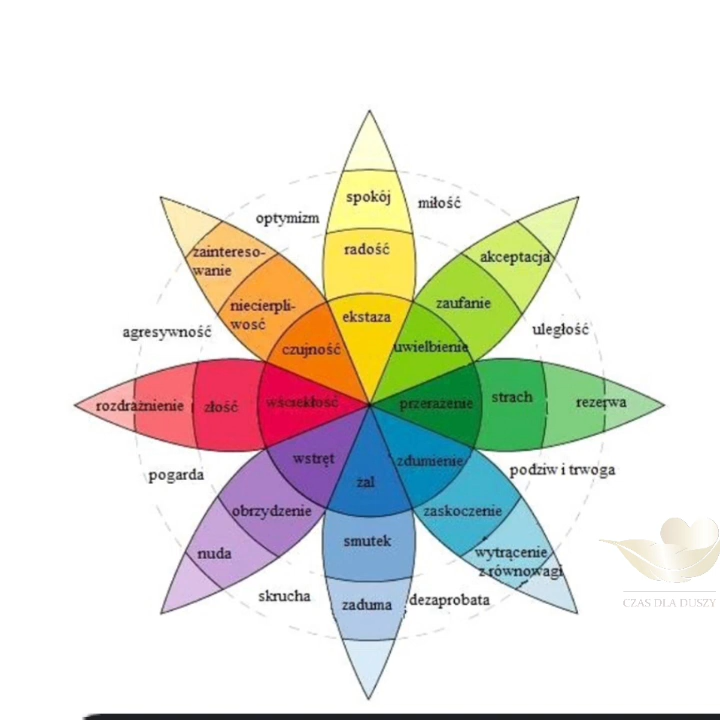 spokój
optymizm
miłość
radość
zaintereso-
wanie
akceptacja
niecierpli-
wosć
ekstaza
zaufanie
agresywność
uległość
czujność
uwielbienie
rozdrażnienie
złość
wściekłość
przerażenie
strach
rezerwa
pogarda
wstręt
żal
zdumienie
podziw i trwoga
obrzydzenie
zaskoczenie
smutek
nuda
wytrącenie
z równowagi
skrucha
zaduma
dezaprobata
CZAS DLA DUSZY